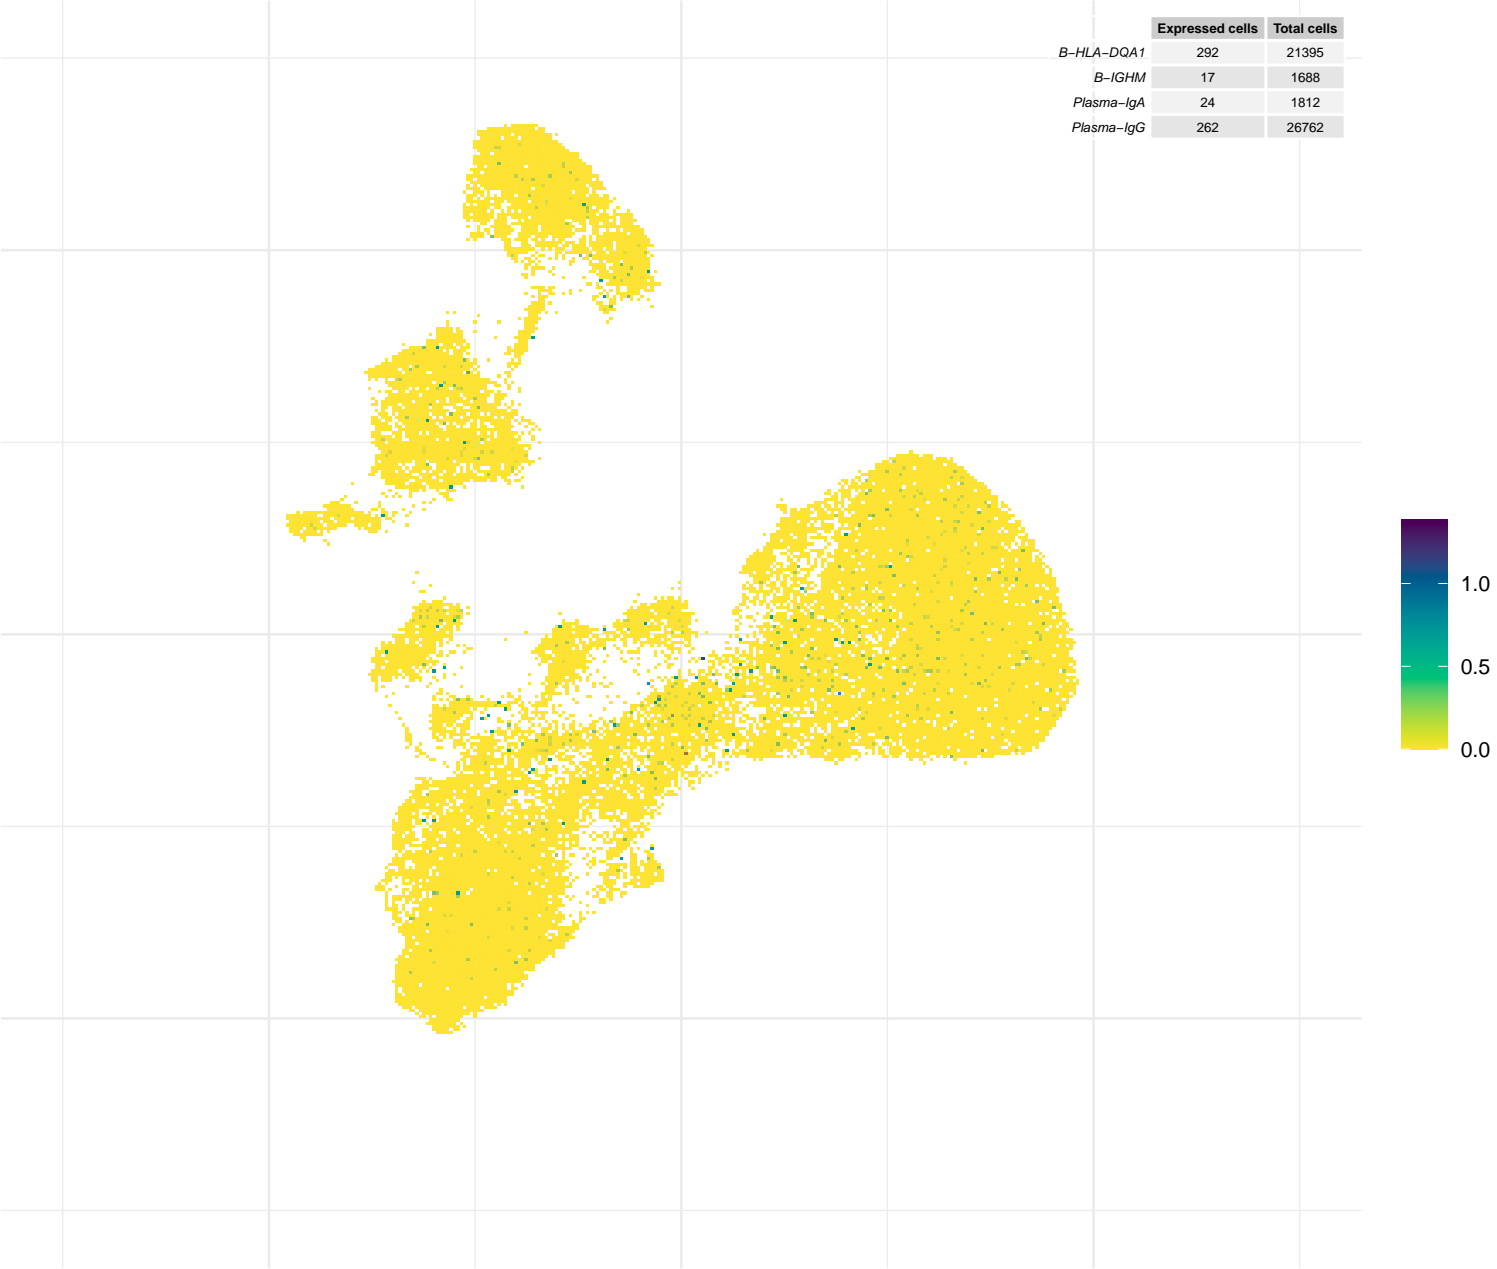 Expressed cells Total cells
B−HLA−DQA1 292 21395
B−IGHM 17 1688
Plasma−IgA 24 1812
Plasma−IgG 262 26762
1.0
0.5
0.0